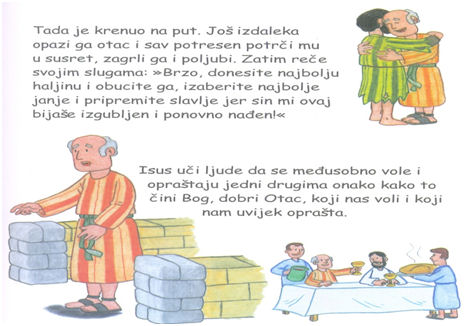 Tada je krenuo na put. Još izdaleka
opazi ga otac i sav potresen potrči mu
u susret, zagrli ga i poljubi. Zatim reče
svojim slugama: »Brzo, donesite najbolju
haljinu i obucite ga, izaberite najbolje
janje i pripremite slavlje jer sin mi ovaj
bijaše izgubljen i ponovno nađen!«
Isus uči ljude da se međusobno vole i
opraštaju jedni drugima onako kako to
čini Bog, dobri Otac, koji nas voli i koji
nam uvijek oprašta.